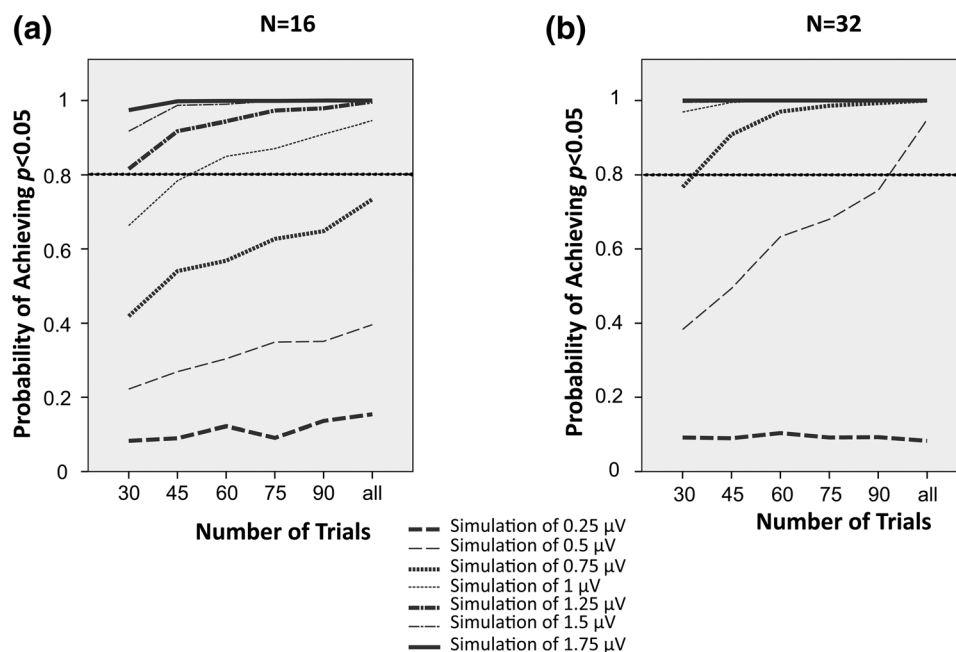 (a)
N=16
Probability of Achieving p<0.05
1
0.8
0.6
0.4
0.2
0
30 45 60 75 90 all
Number of Trials
(b)
N=32
Probability of Achieving p<0.05
1
0.8
0.6
0.4
0.2
0
30 45 60 75 90 all
Number of Trials
Simulation of 0.25 µV
Simulation of 0.5 µV
Simulation of 0.75 µV
Simulation of 1 µV
Simulation of 1.25 µV
Simulation of 1.5 µV
Simulation of 1.75 µV